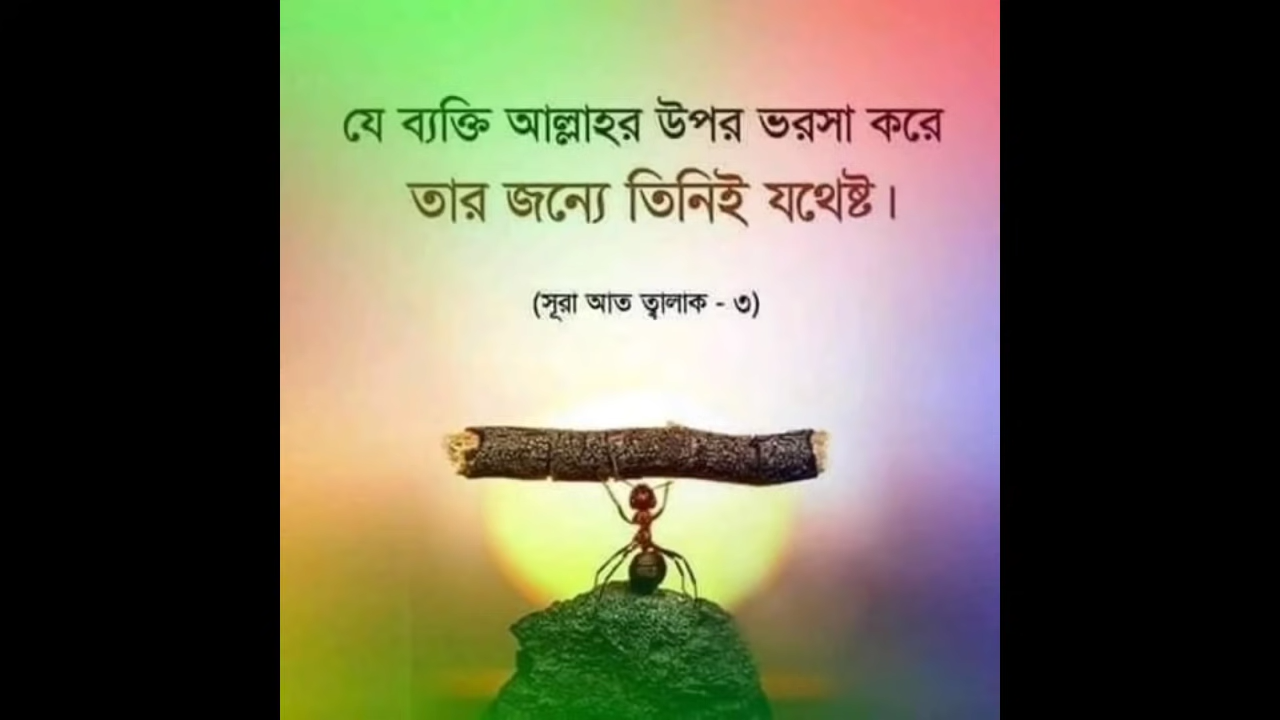 যে ব্যক্তি আল্লাহর উপর ভরসা করে
তার জন্যে তিনিই যথেষ্ট।
(সূরা আত ত্বালাক - ৩)